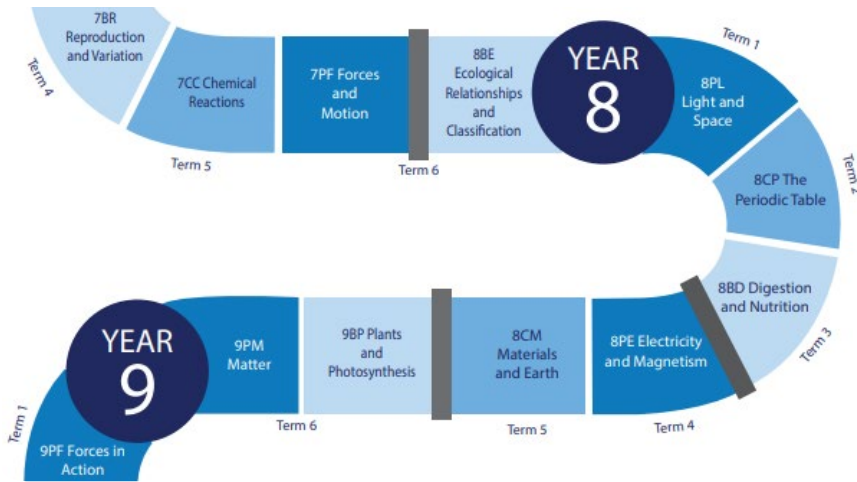 7BR
Reproduction
and Variation
Term 4
7CC Chemical
Reactions
Term 5
7PF Forces
and
Motion
Term 6
8BE
Ecological
Relationships
and
Classification
YEAR
8
Term 1
8PL
Light and
Space
Term 2
8CP The
Periodic Table
8BD Digestion
and Nutrition
Term 3
8PE Electricity
and Magnetism
Term 4
8CM
Materials
and Earth
Term 5
9BP Plants
and
Photosynthesis
Term 6
9PM
Matter
YEAR
9
Term 1
9PF Forces in
Action